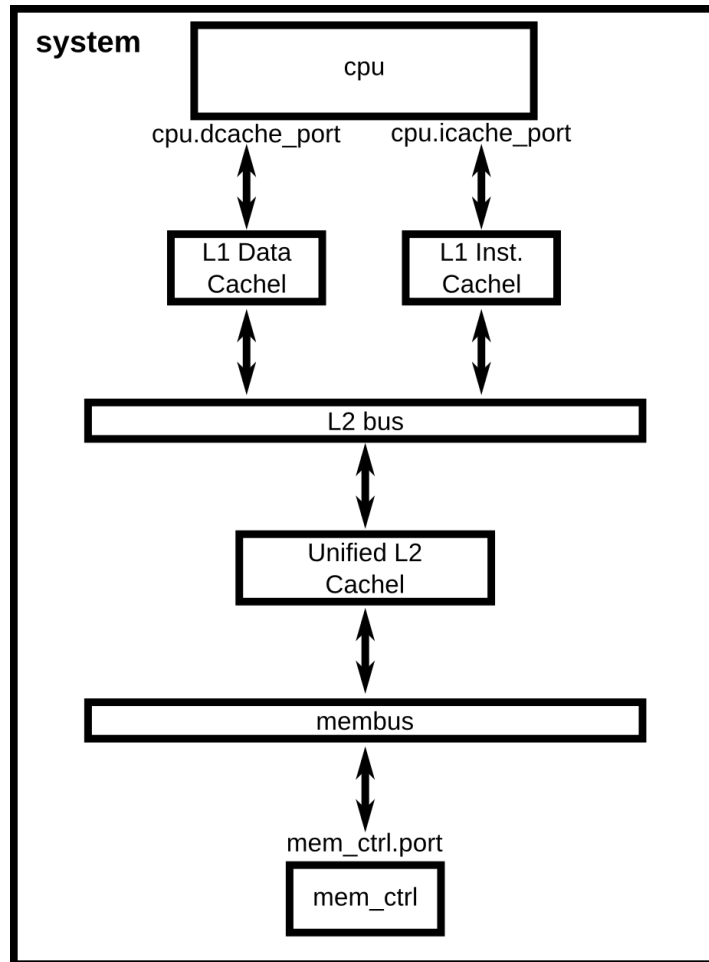 system
cpu
cpu.dcache_port
cpu.icache_port
L1 Data
Cachel
L1 Inst.
Cachel
L2 bus
Unified L2
Cachel
membus
mem_ctrl.port
mem_ctrl